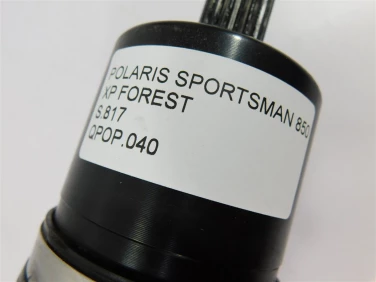 POLARIS SPORTSMAN 850
XP FOREST
S.817
QPOP.040